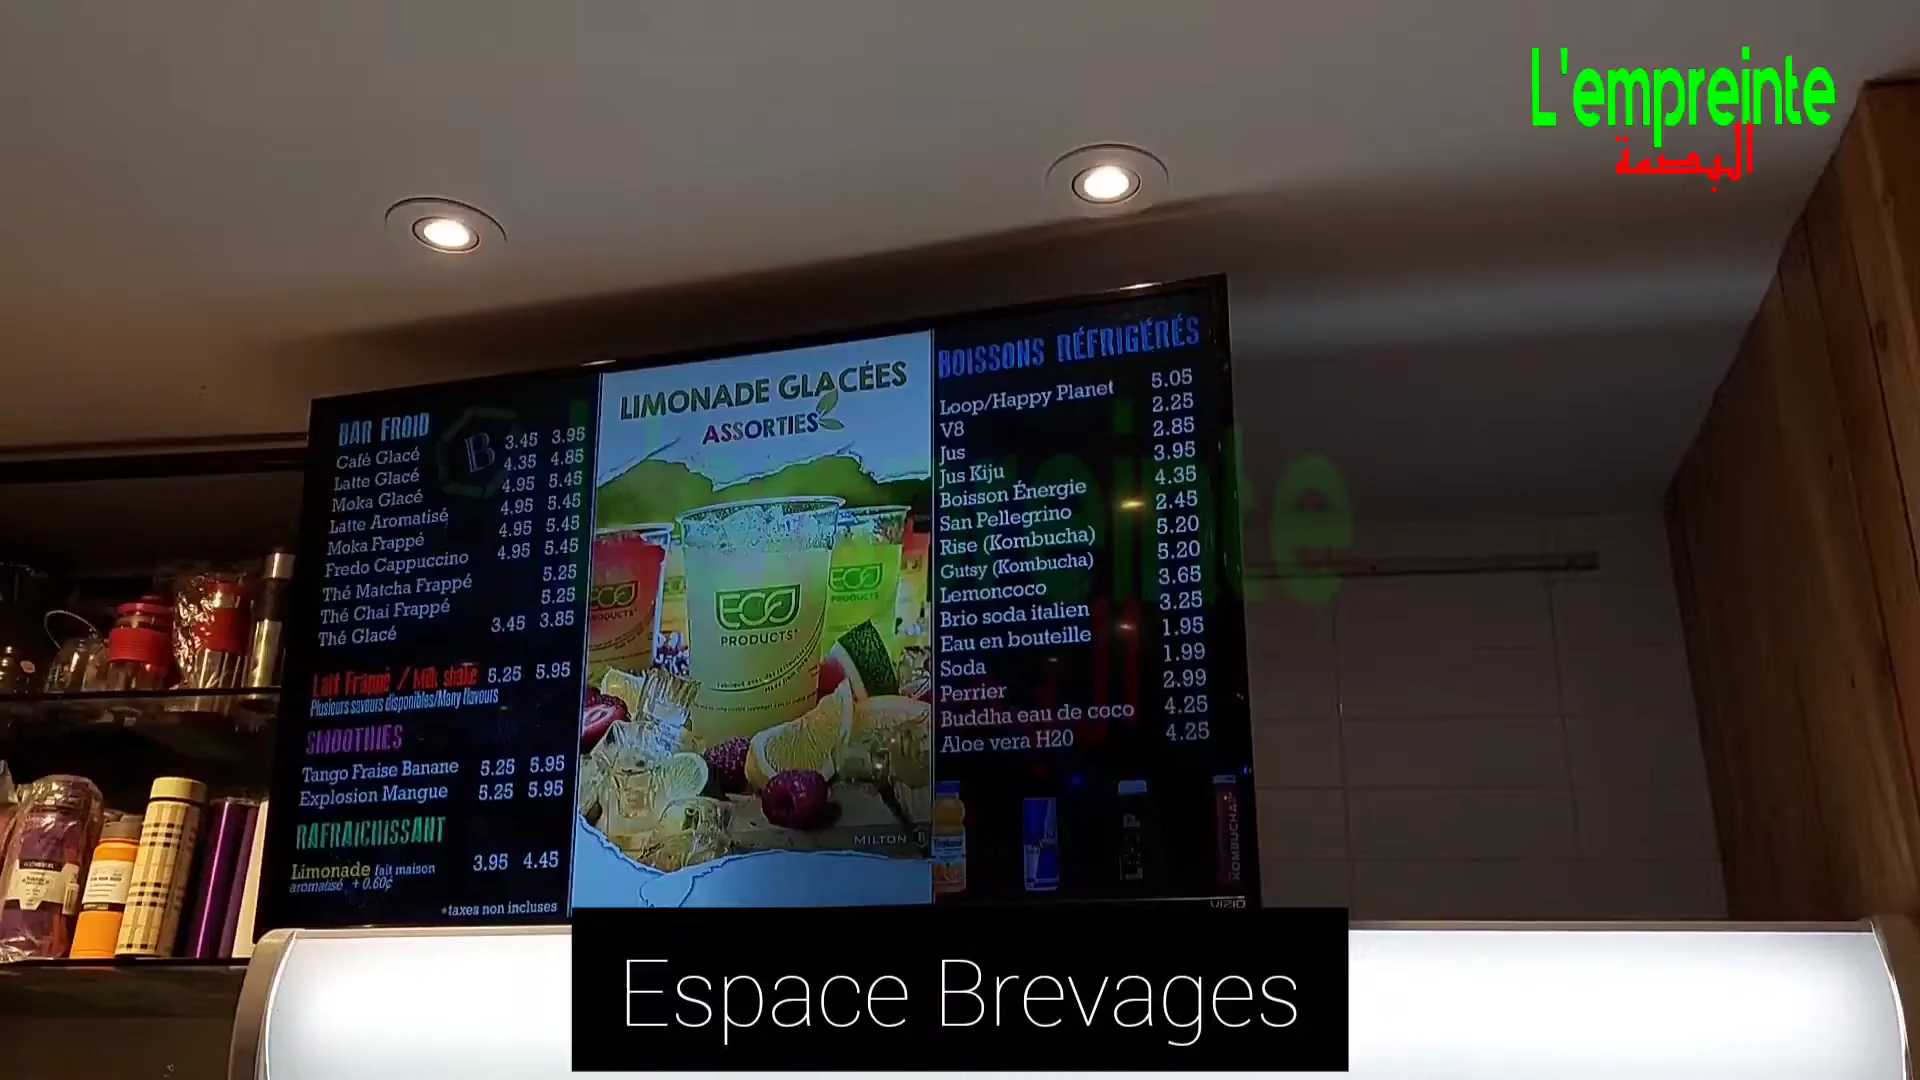 L'empreinte
البصمة
BAR FROID
Café Glacé 3.45 3.95
Latte Glacé 4.35 4.85
Moka Glacé 4.95 5.45
Latte Aromatisé 4.95 5.45
Moka Frappé 4.95 5.45
Fredo Cappuccino 4.95 5.45
Thé Matcha Frappé 5.25
Thé Chai Frappé 5.25
Thé Glacé 3.45 3.85
Lait Frappé / Milk shake 5.25 5.95
Plusieurs saveurs disponibles/Many flavours
SMOOTHIES
Tango Fraise Banane 5.25 5.95
Explosion Mangue 5.25 5.95
RAFRAICHISSANT
Limonade fait maison 3.95 4.45
aromatisé + 0.60¢
*taxes non incluses
LIMONADE GLACÉES
ASSORTIES
ECO
PRODUCTS
ECO
PRODUCTS
ECO
PRODUCTS
MILTON B
BOISSONS RÉFRIGÉRÉS
Loop/Happy Planet 5.05
V8 2.25
Jus 2.85
Jus Kiju 3.95
Boisson Énergie 4.35
San Pellegrino 2.45
Rise (Kombucha) 5.20
Gutsy (Kombucha) 5.20
Lemoncoco 3.65
Brio soda italien 3.25
Eau en bouteille 1.95
Soda 1.99
Perrier 2.99
Buddha eau de coco 4.25
Aloe vera H20 4.25
KOMBUCHA
VIZIO
Espace Brevages